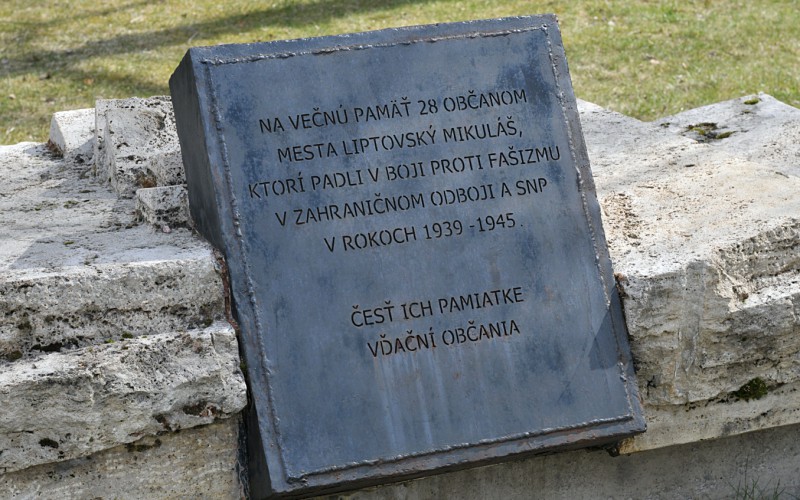 NA VEČNÚ PAMÄŤ 28 OBČANOM
MESTA LIPTOVSKÝ MIKULÁŠ,
KTORÍ PADLI V BOJI PROTI FAŠIZMU
V ZAHRANIČNOM ODBOJI A SNP
V ROKOCH 1939 -1945.
ČESŤ ICH PAMIATKE
VĎAČNÍ OBČANIA